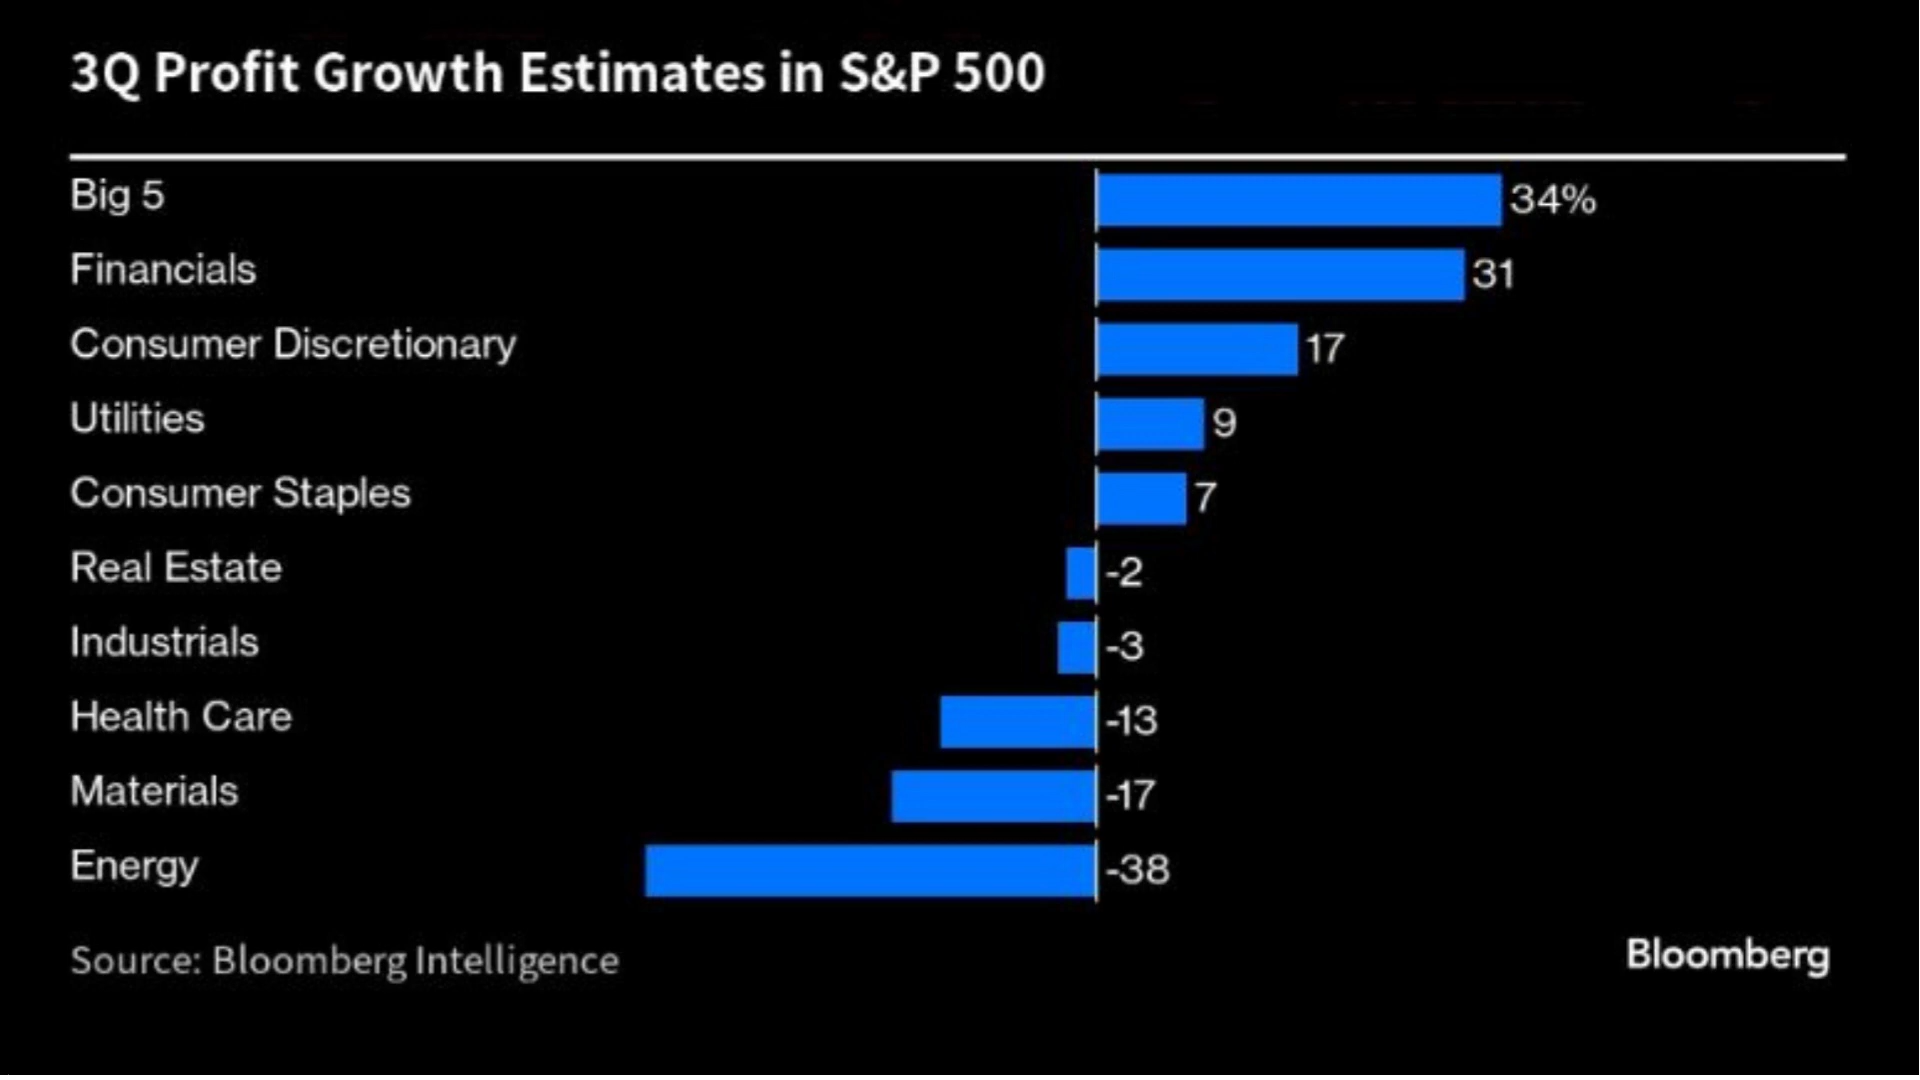 3Q Profit Growth Estimates in S&P 500
Big 5 34%
Financials 31
Consumer Discretionary 17
Utilities 9
Consumer Staples 7
Real Estate -2
Industrials -3
Health Care -13
Materials -17
Energy -38
Source: Bloomberg Intelligence
Bloomberg